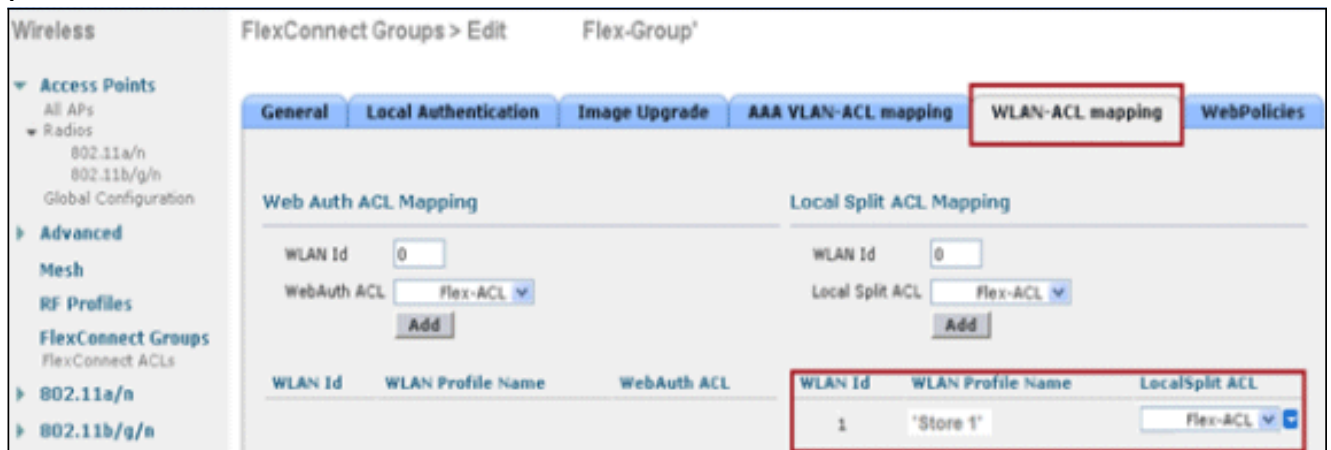 Wireless
FlexConnect Groups > Edit Flex-Group'
Access Points
All APs
Radios
802.11a/n
802.11b/g/n
Global Configuration
Advanced
Mesh
RF Profiles
FlexConnect Groups
FlexConnect ACLs
802.11a/n
802.11b/g/n
General Local Authentication Image Upgrade AAA VLAN-ACL mapping WLAN-ACL mapping WebPolicies
Web Auth ACL Mapping
WLAN Id 0
WebAuth ACL Flex-ACL
Add
WLAN Id WLAN Profile Name WebAuth ACL
Local Split ACL Mapping
WLAN Id 0
Local Split ACL Flex-ACL
Add
WLAN Id WLAN Profile Name LocalSplit ACL
1 'Store 1' Flex-ACL